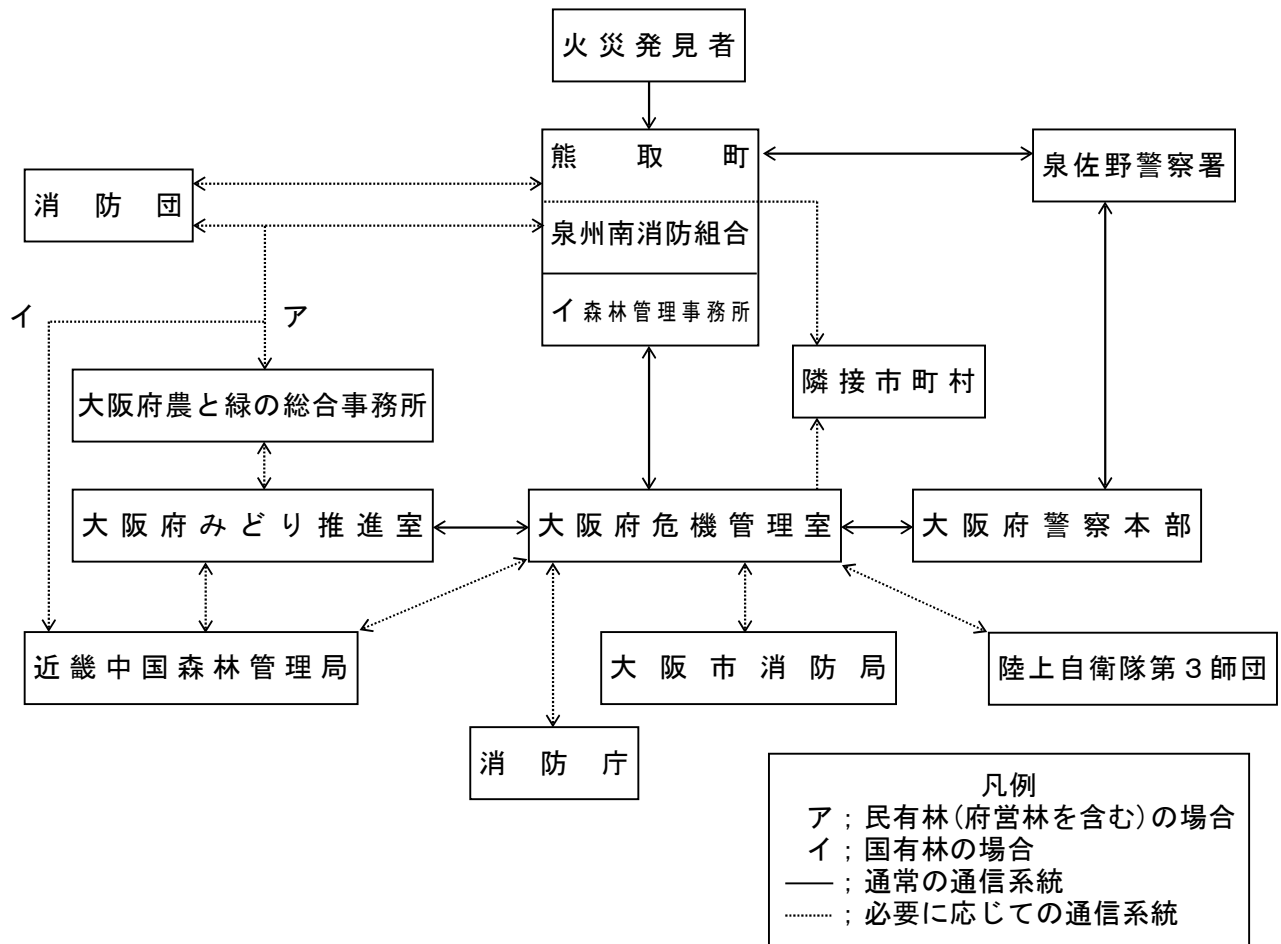 火災発見者
熊取町
泉佐野警察署
消防団
泉州南消防組合
イ森林管理事務所
イ
ア
隣接市町村
大阪府農と緑の総合事務所
大阪府みどり推進室
大阪府危機管理室
大阪府警察本部
近畿中国森林管理局
大阪市消防局
陸上自衛隊第3師団
消防庁
凡例
ア；民有林(府営林を含む)の場合
イ；国有林の場合
；通常の通信系統
；必要に応じての通信系統